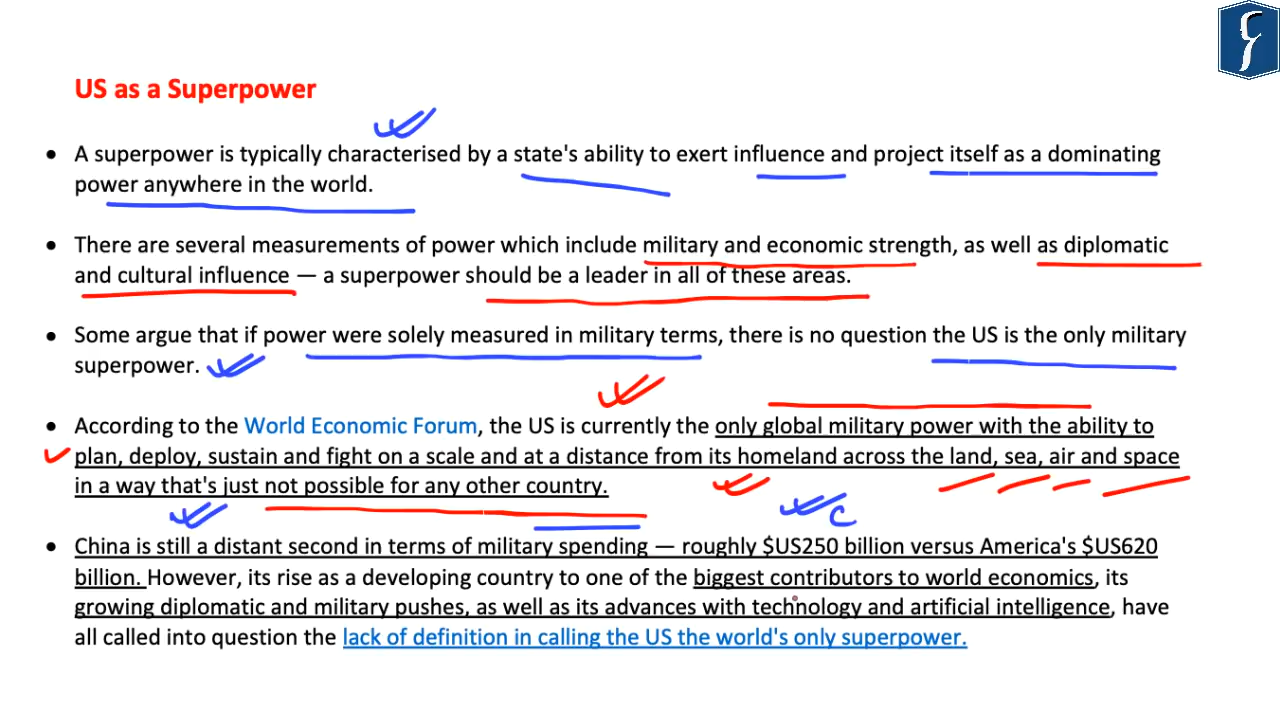 US as a Superpower
• A superpower is typically characterised by a state's ability to exert influence and project itself as a dominating
power anywhere in the world.
• There are several measurements of power which include military and economic strength, as well as diplomatic
and cultural influence — a superpower should be a leader in all of these areas.
• Some argue that if power were solely measured in military terms, there is no question the US is the only military
superpower.
• According to the World Economic Forum, the US is currently the only global military power with the ability to
plan, deploy, sustain and fight on a scale and at a distance from its homeland across the land, sea, air and space
in a way that's just not possible for any other country.
C
• China is still a distant second in terms of military spending — roughly $US250 billion versus America's $US620
billion. However, its rise as a developing country to one of the biggest contributors to world economics, its
growing diplomatic and military pushes, as well as its advances with technology and artificial intelligence, have
all called into question the lack of definition in calling the US the world's only superpower.